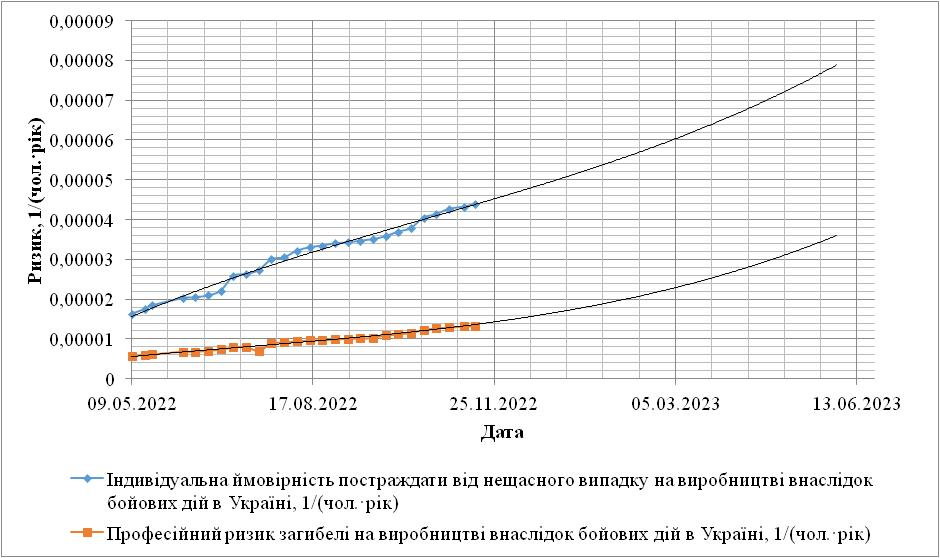 0,00009
0,00008
0,00007
0,00006
0,00005
0,00004
0,00003
0,00002
0,00001
0
Ризик, 1/(чол.·рік)
09.05.2022 17.08.2022 25.11.2022 05.03.2023 13.06.2023
Дата
Індивідуальна ймовірність постраждати від нещасного випадку на виробництві внаслідок
бойових дій в Україні, 1/(чол.·рік)
Професійний ризик загибелі на виробництві внаслідок бойових дій в Україні, 1/(чол.·рік)